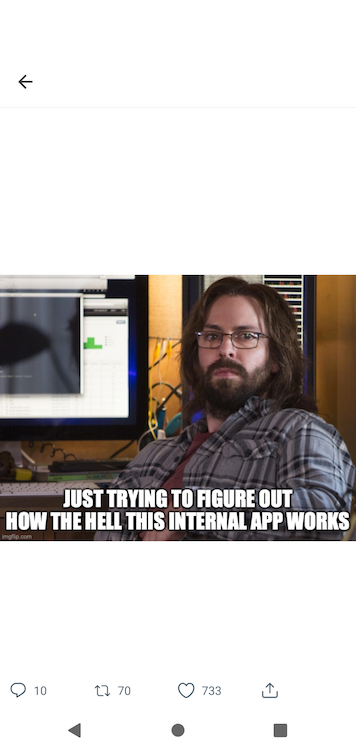 JUST TRYING TO FIGURE OUT
HOW THE HELL THIS INTERNAL APP WORKS
imgflip.com
10 70 733